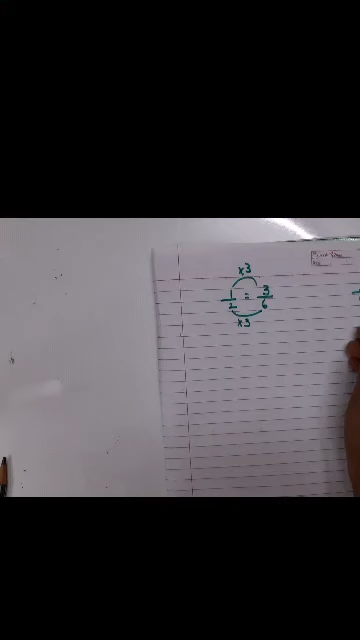 ×3
1/2 = 3/6
×3